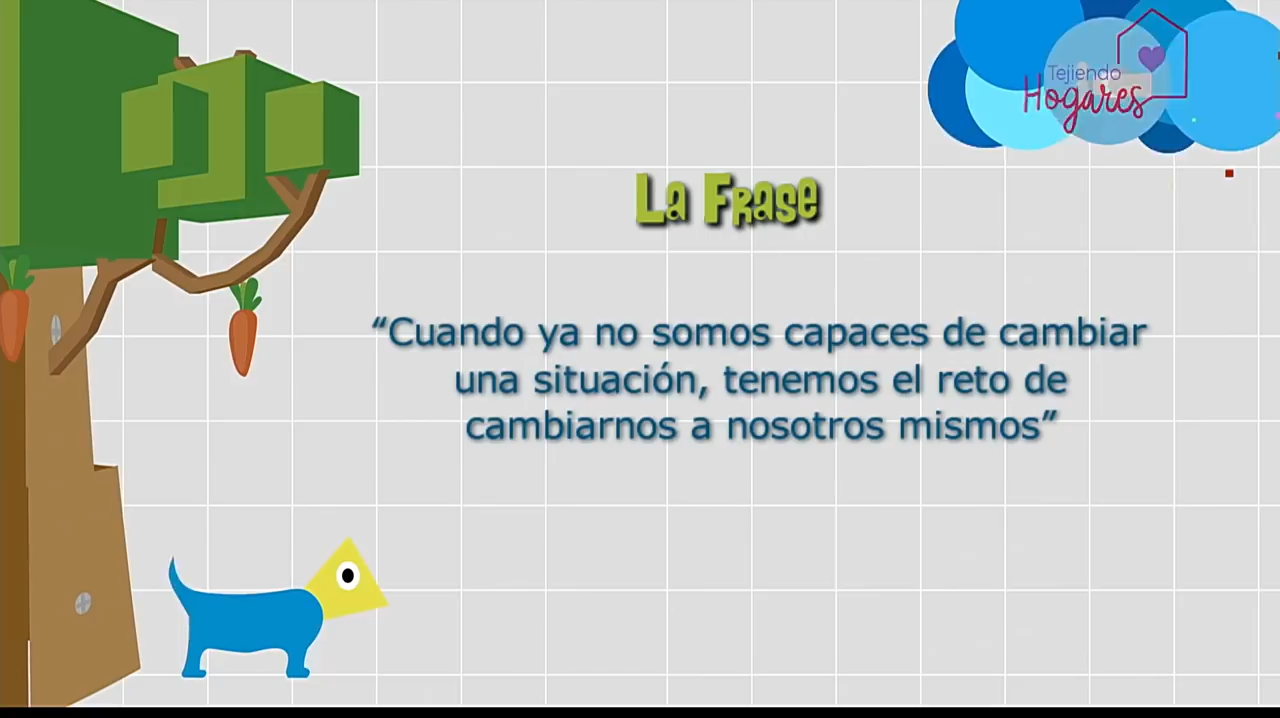 Tejiendo
Hogares
La Frase
“Cuando ya no somos capaces de cambiar
una situación, tenemos el reto de
cambiarnos a nosotros mismos”